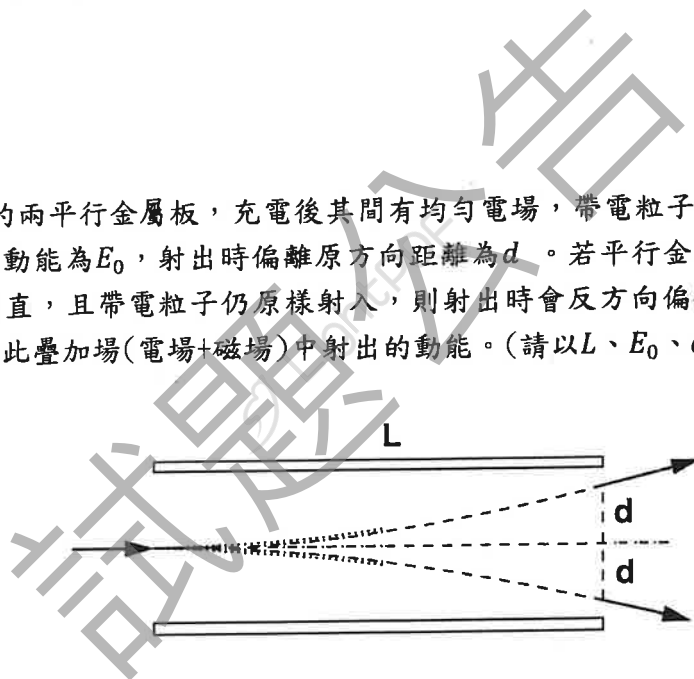 的兩平行金屬板，充電後其間有均勻電場，帶電粒子
動能為E₀，射出時偏離原方向距離為d 。若平行金
直，且帶電粒子仍原樣射入，則射出時會反方向偏
此疊加場(電場+磁場)中射出的動能。(請以L、E₀、
L
d
d
試題公告